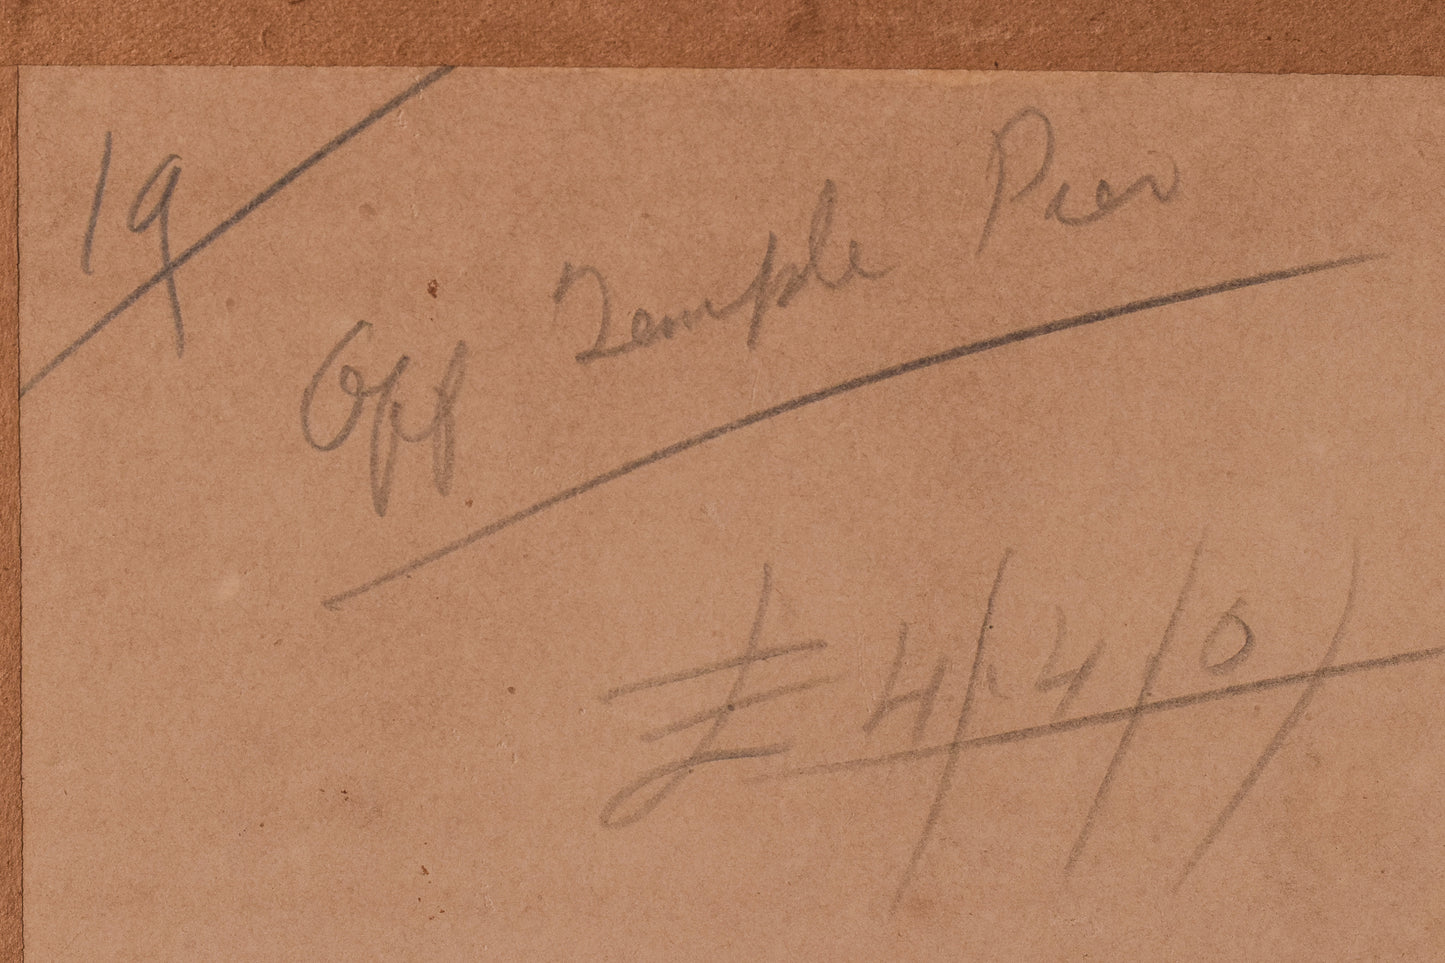 19
Off Temple Pier
£4/4/0/